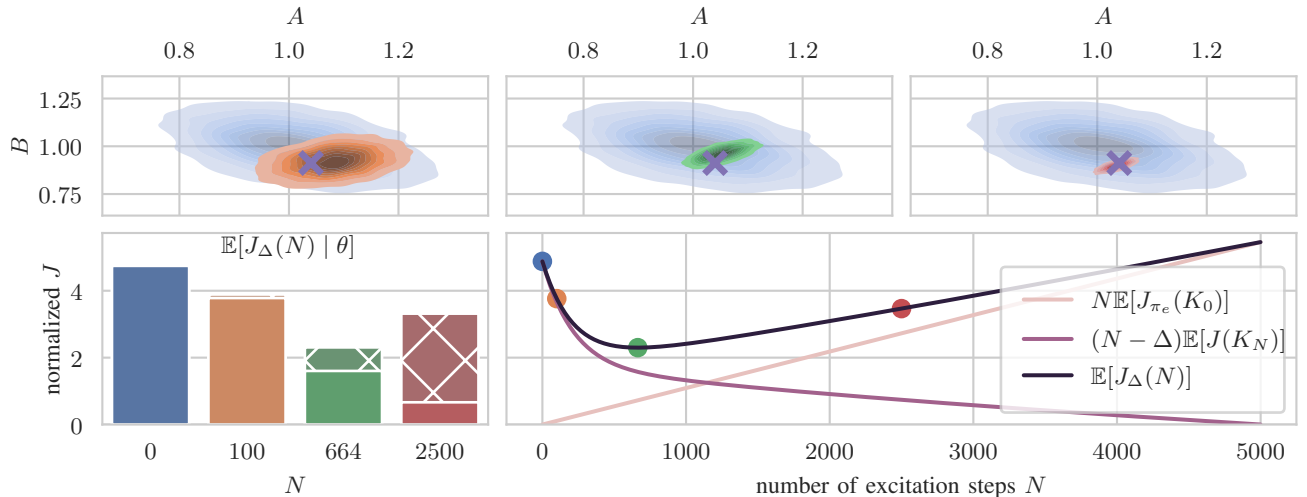 A A A
0.8 1.0 1.2 0.8 1.0 1.2 0.8 1.0 1.2
1.25
1.00
0.75
B
𝔼[J_Δ(N) | θ]
normalized J
4
2
0
0 100 664 2500
N
N𝔼[J_{π_e}(K_0)]
(N − Δ)𝔼[J(K_N)]
𝔼[J_Δ(N)]
0 1000 2000 3000 4000 5000
number of excitation steps N